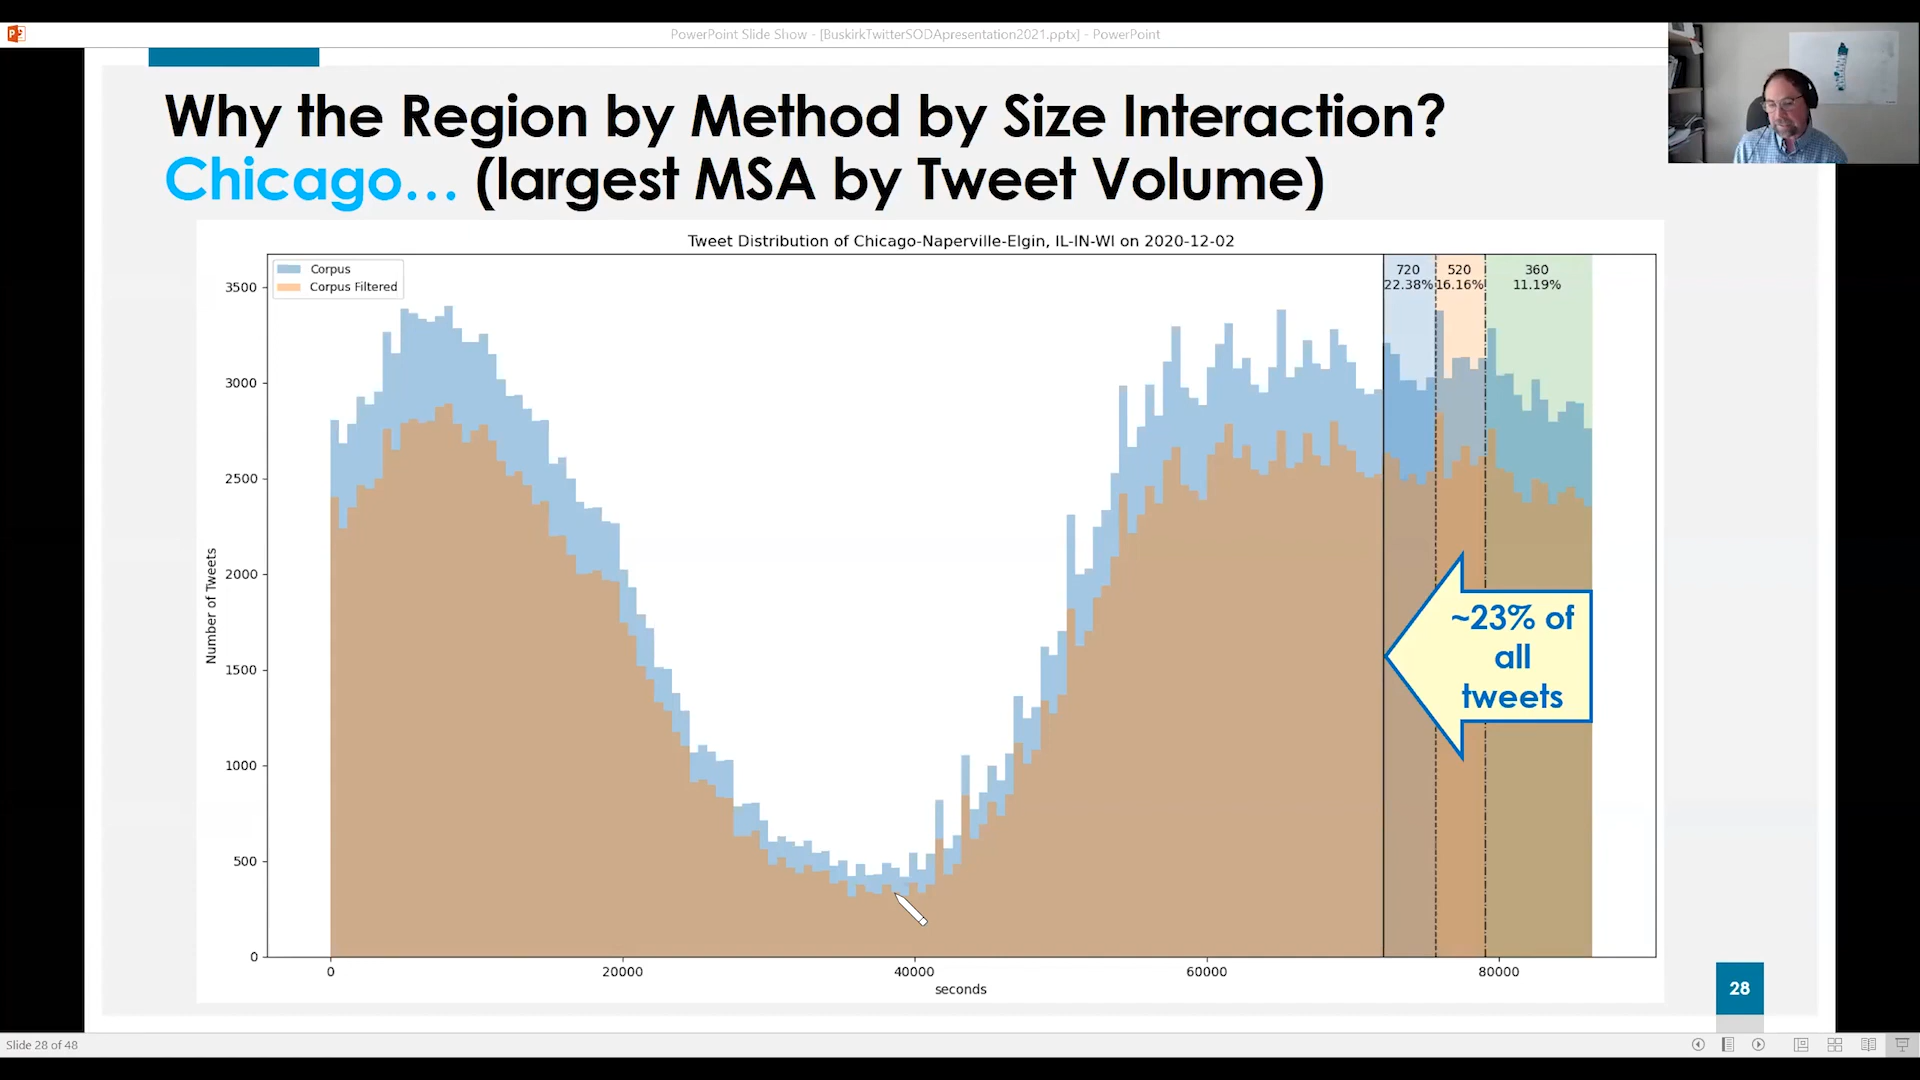 PowerPoint Slide Show - [BuskirkTwitterSODApresentation2021.pptx] - PowerPoint
Why the Region by Method by Size Interaction?
Chicago... (largest MSA by Tweet Volume)
Tweet Distribution of Chicago-Naperville-Elgin, IL-IN-WI on 2020-12-02
Corpus
Corpus Filtered
720
22.38%
520
16.16%
360
11.19%
3500
3000
2500
2000
1500
1000
500
0
Number of Tweets
~23% of
all
tweets
0
20000
40000
60000
80000
seconds
28
Slide 28 of 48